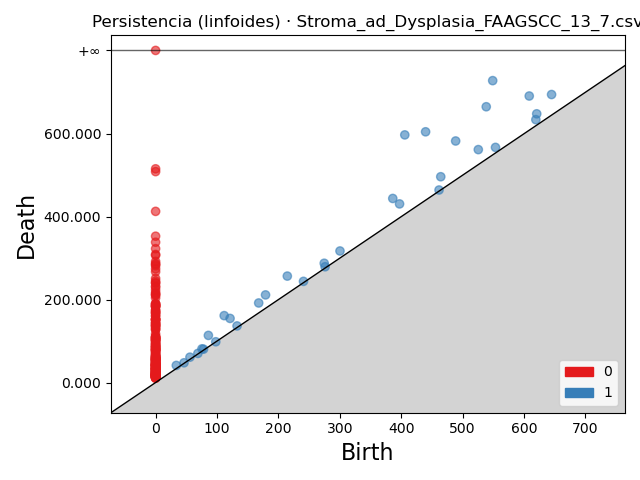 Persistencia (linfoides) · Stroma_ad_Dysplasia_FAAGSCC_13_7.csv
+∞
600.000
400.000
200.000
0.000
Death
0
1
0 100 200 300 400 500 600 700
Birth